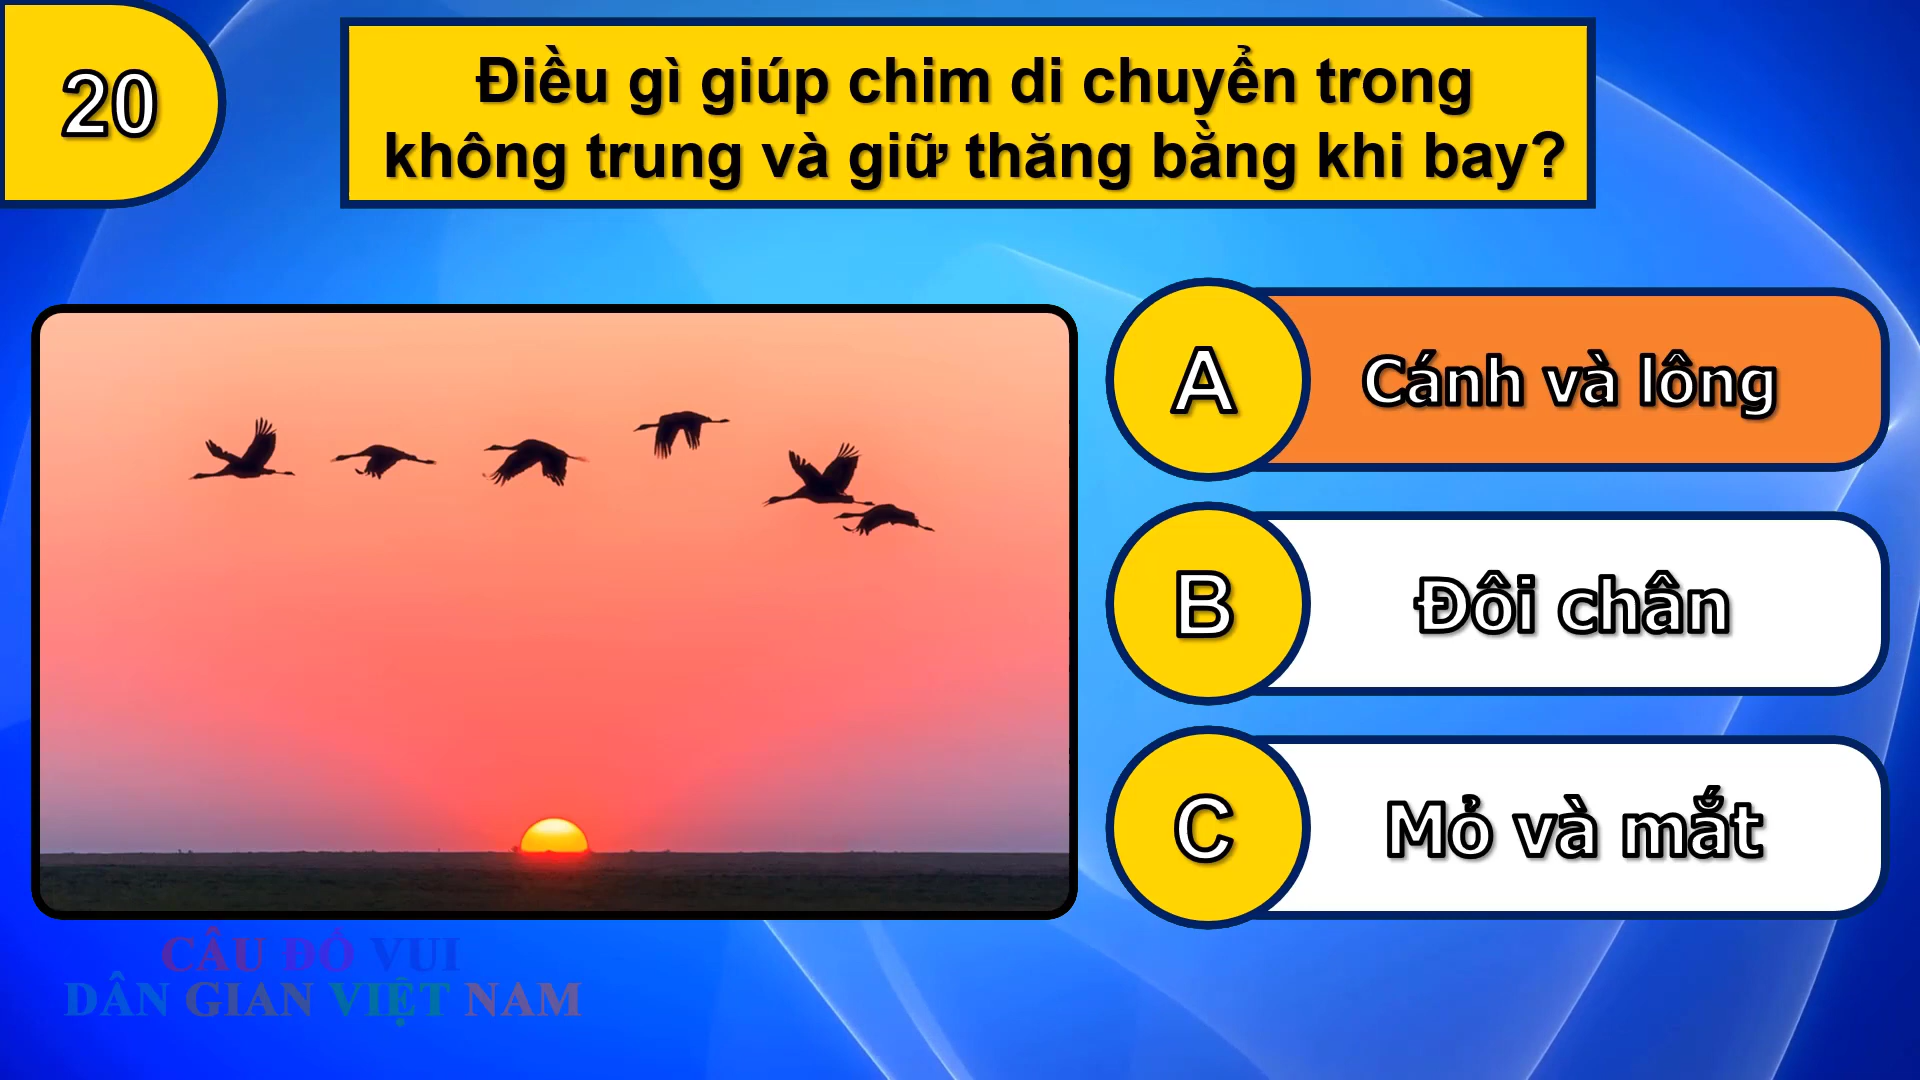 20
Điều gì giúp chim di chuyển trong
không trung và giữ thăng bằng khi bay?
A
Cánh và lông
B
Đôi chân
C
Mỏ và mắt
CÂU ĐỐ VUI
DÂN GIAN VIỆT NAM